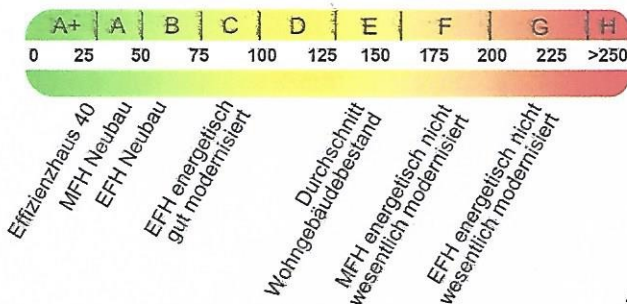 A+ A B C D E F G H
0 25 50 75 100 125 150 175 200 225 >250
Effizienzhaus 40
MFH Neubau
EFH Neubau
EFH energetisch
gut modernisiert
Durchschnitt
Wohngebäudebestand
MFH energetisch nicht
wesentlich modernisiert
EFH energetisch nicht
wesentlich modernisiert